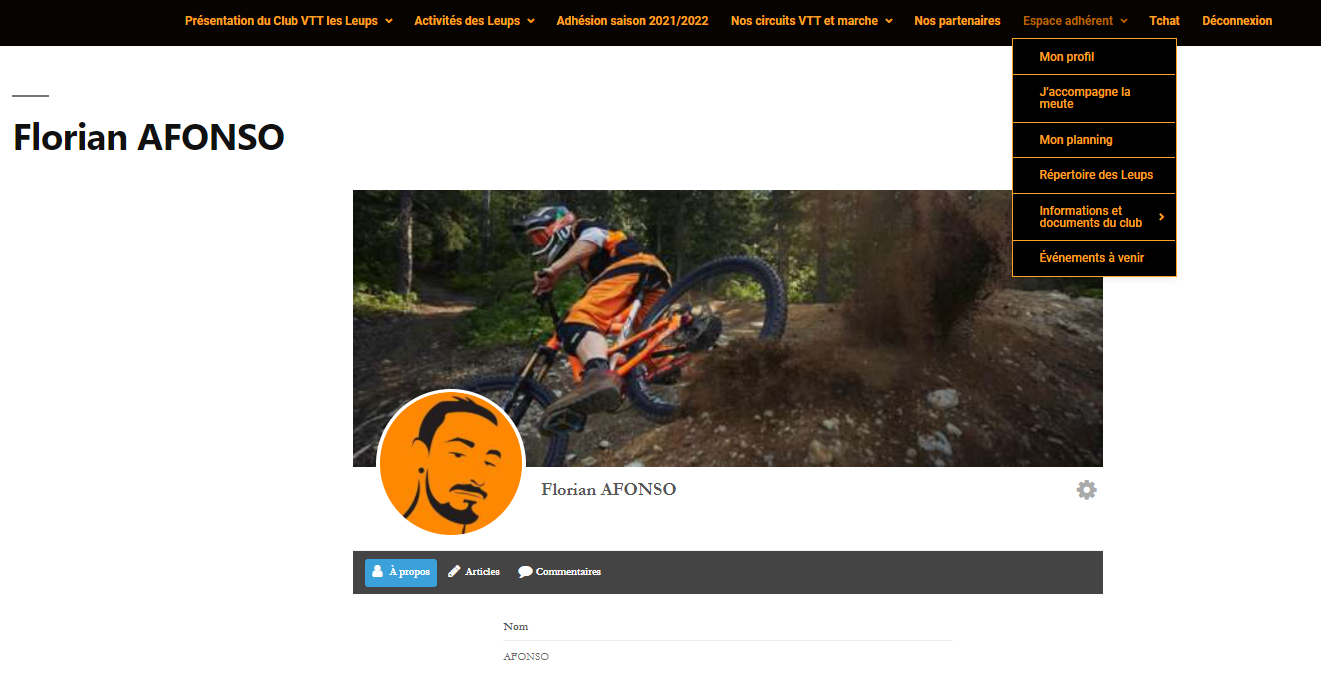 Présentation du Club VTT les Leups
Activités des Leups
Adhésion saison 2021/2022
Nos circuits VTT et marche
Nos partenaires
Espace adhérent
Tchat
Déconnexion
Mon profil
J'accompagne la
meute
Mon planning
Répertoire des Leups
Informations et
documents du club
Événements à venir
Florian AFONSO
Florian AFONSO
À propos
Articles
Commentaires
Nom
AFONSO